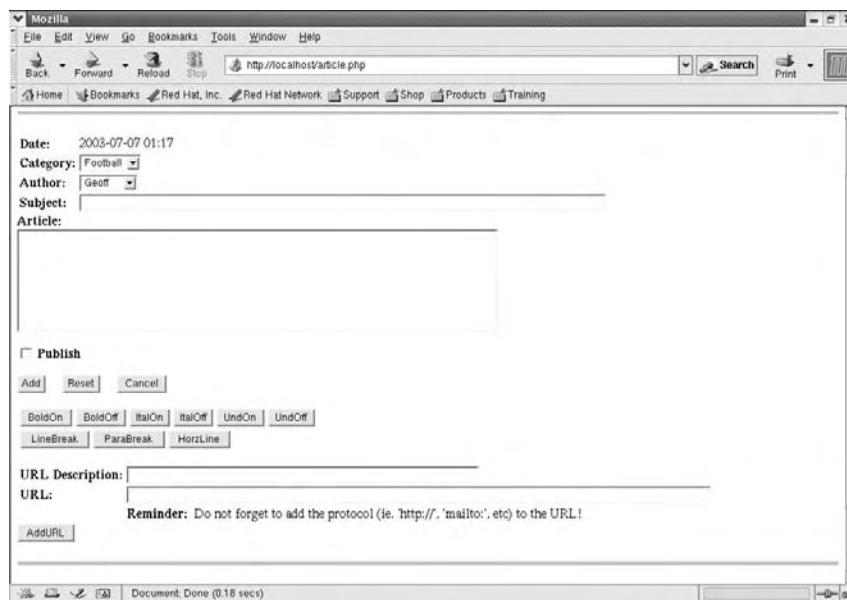 Mozilla
File Edit View Go Bookmarks Tools Window Help
Back Forward Reload Stop http://localhost/article.php Search Print
Home Bookmarks Red Hat, Inc. Red Hat Network Support Shop Products Training
Date: 2003-07-07 01:17
Category: Football
Author: Geoff
Subject:
Article:
Publish
Add Reset Cancel
BoldOn BoldOff ItalOn ItalOff UndOn UndOff
LineBreak ParaBreak HorzLine
URL Description:
URL:
Reminder: Do not forget to add the protocol (ie. 'http://', 'mailto:', etc) to the URL!
AddURL
Document: Done (0.18 secs)